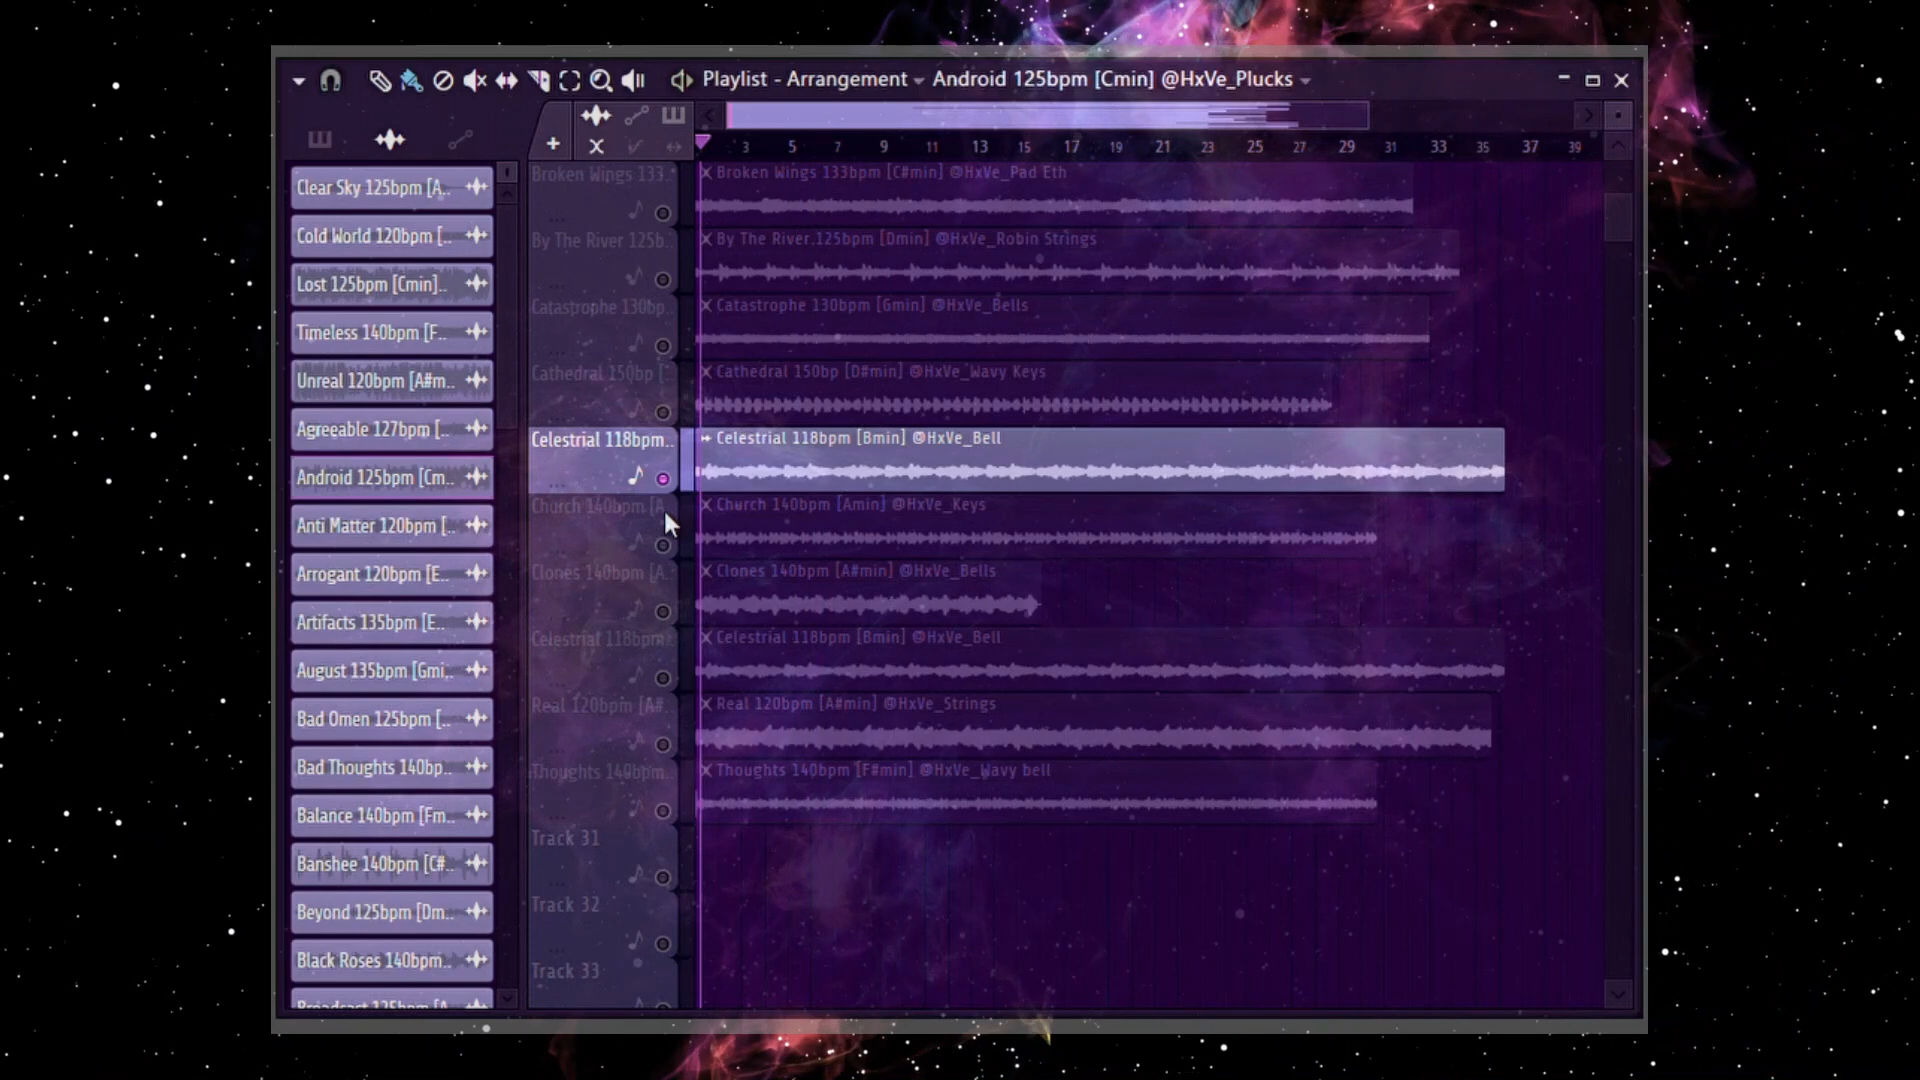 Playlist - Arrangement Android 125bpm [Cmin] @HxVe_Plucks
3 5 7 9 11 13 15 17 19 21 23 25 27 29 31 33 35 37 39
Clear Sky 125bpm [A..
Cold World 120bpm [..
Lost 125bpm [Cmin]..
Timeless 140bpm [F..
Unreal 120bpm [A#m..
Agreeable 127bpm [..
Android 125bpm [Cm..
Anti Matter 120bpm [..
Arrogant 120bpm [E..
Artifacts 135bpm [E..
August 135bpm [Gmi..
Bad Omen 125bpm [..
Bad Thoughts 140bp..
Balance 140bpm [Fm..
Banshee 140bpm [C#..
Beyond 125bpm [Dm..
Black Roses 140bpm..
Broadcast 125bpm [A..
Broken Wings 133..
Broken Wings 133bpm [C#min] @HxVe_Pad Eth
By The River 125b..
By The River.125bpm [Dmin] @HxVe_Robin Strings
Catastrophe 130bp..
Catastrophe 130bpm [Gmin] @HxVe_Bells
Cathedral 150bp [..
Cathedral 150bp [D#min] @HxVe_Wavy Keys
Celestrial 118bpm..
Celestrial 118bpm [Bmin] @HxVe_Bell
Church 140bpm [A..
Church 140bpm [Amin] @HxVe_Keys
Clones 140bpm [A..
Clones 140bpm [A#min] @HxVe_Bells
Celestrial 118bpm..
Celestrial 118bpm [Bmin] @HxVe_Bell
Real 120bpm [A#..
Real 120bpm [A#min] @HxVe_Strings
Thoughts 140bpm..
Thoughts 140bpm [F#min] @HxVe_Wavy bell
Track 31
Track 32
Track 33